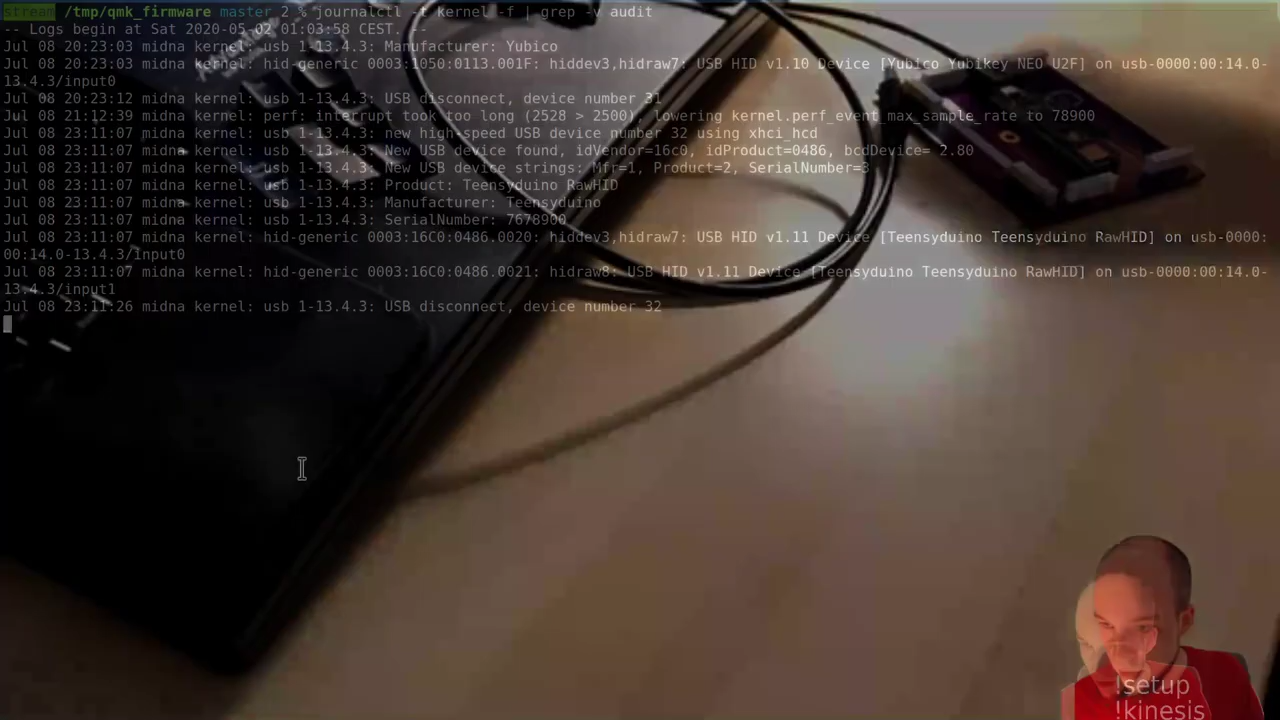 stream /tmp/qmk_firmware master 2 % journalctl -t kernel -f | grep -v audit
-- Logs begin at Sat 2020-05-02 01:03:58 CEST. --
Jul 08 20:23:03 midna kernel: usb 1-13.4.3: Manufacturer: Yubico
Jul 08 20:23:03 midna kernel: hid-generic 0003:1050:0113.001F: hiddev3,hidraw7: USB HID v1.10 Device [Yubico Yubikey NEO U2F] on usb-0000:00:14.0-
13.4.3/input0
Jul 08 20:23:12 midna kernel: usb 1-13.4.3: USB disconnect, device number 31
Jul 08 21:12:39 midna kernel: perf: interrupt took too long (2528 > 2500), lowering kernel.perf_event_max_sample_rate to 78900
Jul 08 23:11:07 midna kernel: usb 1-13.4.3: new high-speed USB device number 32 using xhci_hcd
Jul 08 23:11:07 midna kernel: usb 1-13.4.3: New USB device found, idVendor=16c0, idProduct=0486, bcdDevice= 2.80
Jul 08 23:11:07 midna kernel: usb 1-13.4.3: New USB device strings: Mfr=1, Product=2, SerialNumber=3
Jul 08 23:11:07 midna kernel: usb 1-13.4.3: Product: Teensyduino RawHID
Jul 08 23:11:07 midna kernel: usb 1-13.4.3: Manufacturer: Teensyduino
Jul 08 23:11:07 midna kernel: usb 1-13.4.3: SerialNumber: 7678900
Jul 08 23:11:07 midna kernel: hid-generic 0003:16C0:0486.0020: hiddev3,hidraw7: USB HID v1.11 Device [Teensyduino Teensyduino RawHID] on usb-0000:
00:14.0-13.4.3/input0
Jul 08 23:11:07 midna kernel: hid-generic 0003:16C0:0486.0021: hidraw8: USB HID v1.11 Device [Teensyduino Teensyduino RawHID] on usb-0000:00:14.0-
13.4.3/input1
Jul 08 23:11:26 midna kernel: usb 1-13.4.3: USB disconnect, device number 32
!setup
!kinesis